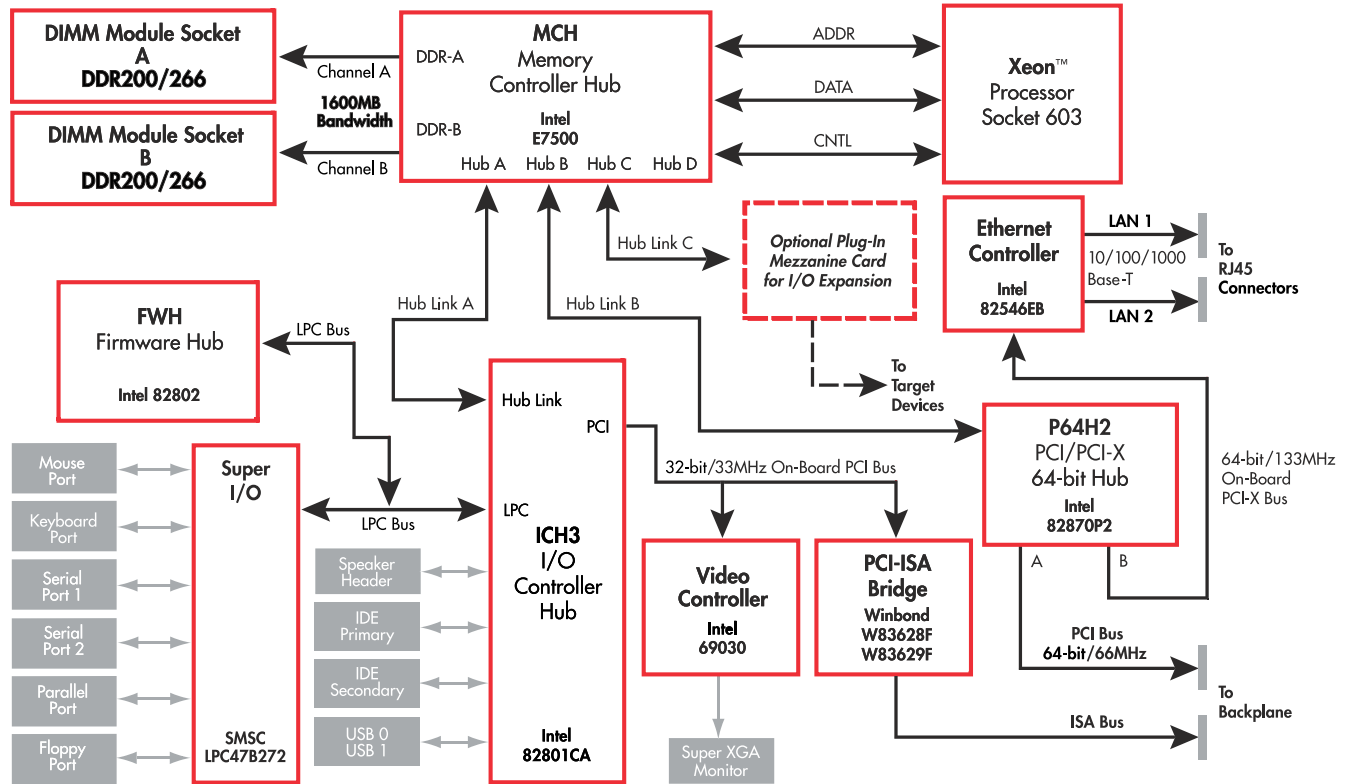 DIMM Module Socket
A
DDR200/266
Channel A
1600MB
Bandwidth
DIMM Module Socket
B
DDR200/266
Channel B
MCH
Memory
Controller Hub
Intel
E7500
DDR-A
DDR-B
Hub A
Hub B
Hub C
Hub D
ADDR
DATA
CNTL
Xeon™
Processor
Socket 603
Hub Link A
Hub Link B
Hub Link C
Optional Plug-In
Mezzanine Card
for I/O Expansion
To
Target
Devices
Ethernet
Controller
Intel
82546EB
LAN 1
10/100/1000
Base-T
LAN 2
To
RJ45
Connectors
FWH
Firmware Hub
Intel 82802
LPC Bus
Hub Link
PCI
LPC
ICH3
I/O
Controller
Hub
Intel
82801CA
32-bit/33MHz On-Board PCI Bus
P64H2
PCI/PCI-X
64-bit Hub
Intel
82870P2
A
B
64-bit/133MHz
On-Board
PCI-X Bus
Mouse
Port
Keyboard
Port
Serial
Port 1
Serial
Port 2
Parallel
Port
Floppy
Port
Super
I/O
SMSC
LPC47B272
LPC Bus
Speaker
Header
IDE
Primary
IDE
Secondary
USB 0
USB 1
Video
Controller
Intel
69030
Super XGA
Monitor
PCI-ISA
Bridge
Winbond
W83628F
W83629F
PCI Bus
64-bit/66MHz
ISA Bus
To
Backplane